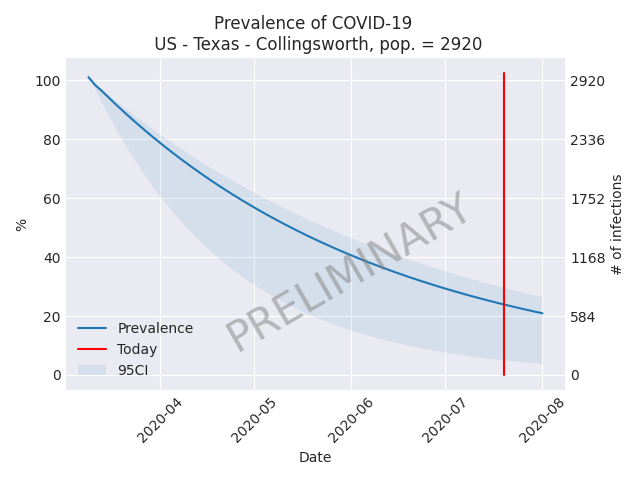 Prevalence of COVID-19
US - Texas - Collingsworth, pop. = 2920
100
80
60
40
20
0
%
2920
2336
1752
1168
584
0
# of infections
PRELIMINARY
Prevalence
Today
95CI
2020-04
2020-05
2020-06
2020-07
2020-08
Date